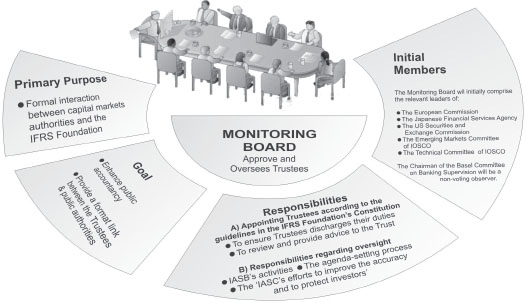 Primary Purpose
● Formal interaction
between capital markets
authorities and the
IFRS Foundation
Goal
● Enhance public
accountancy
● Provide a format link
between the Trustees
& public authorities
MONITORING
BOARD
Approve and
Oversees Trustees
Responsibilities
A) Appointing Trustees according to the
guidelines in the IFRS Foundation's Constitution
● To ensure Trustees discharges their duties
● To review and provide advice to the Trust
B) Responsibilities regarding oversight
● IASB's activities ● The agenda-setting process
● The 'IASC's efforts to improve the accuracy
and to protect investors'
Initial
Members
The Monitoring Board will initially comprise
the relevant leaders of:
● The European Commission
● The Japanese Financial Services Agency
● The US Securities and
Exchange Commission
● The Emerging Markets Committee
of IOSCO
● The Technical Committee of IOSCO
The Chairman of the Basel Committee
on Banking Supervision will be a
non-voting observer.